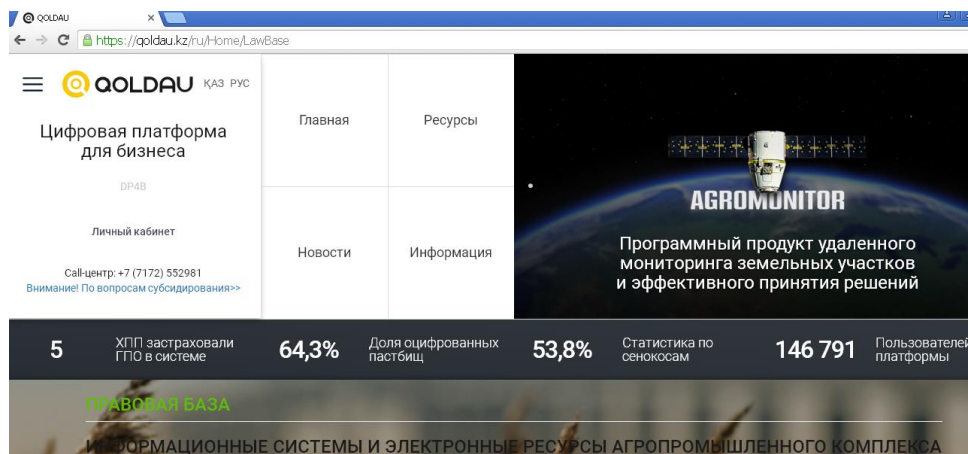 QOLDAU
https://qoldau.kz/ru/Home/LawBase
QOLDAU ҚАЗ РУС
Цифровая платформа
для бизнеса
DP4B
Личный кабинет
Call-центр: +7 (7172) 552981
Внимание! По вопросам субсидирования>>
Главная
Ресурсы
Новости
Информация
AGROMONITOR
Программный продукт удаленного
мониторинга земельных участков
и эффективного принятия решений
5
ХПП застраховали
ГПО в системе
64,3%
Доля оцифрованных
пастбищ
53,8%
Статистика по
сенокосам
146 791
Пользователей
платформы
ПРАВОВАЯ БАЗА
ИНФОРМАЦИОННЫЕ СИСТЕМЫ И ЭЛЕКТРОННЫЕ РЕСУРСЫ АГРОПРОМЫШЛЕННОГО КОМПЛЕКСА